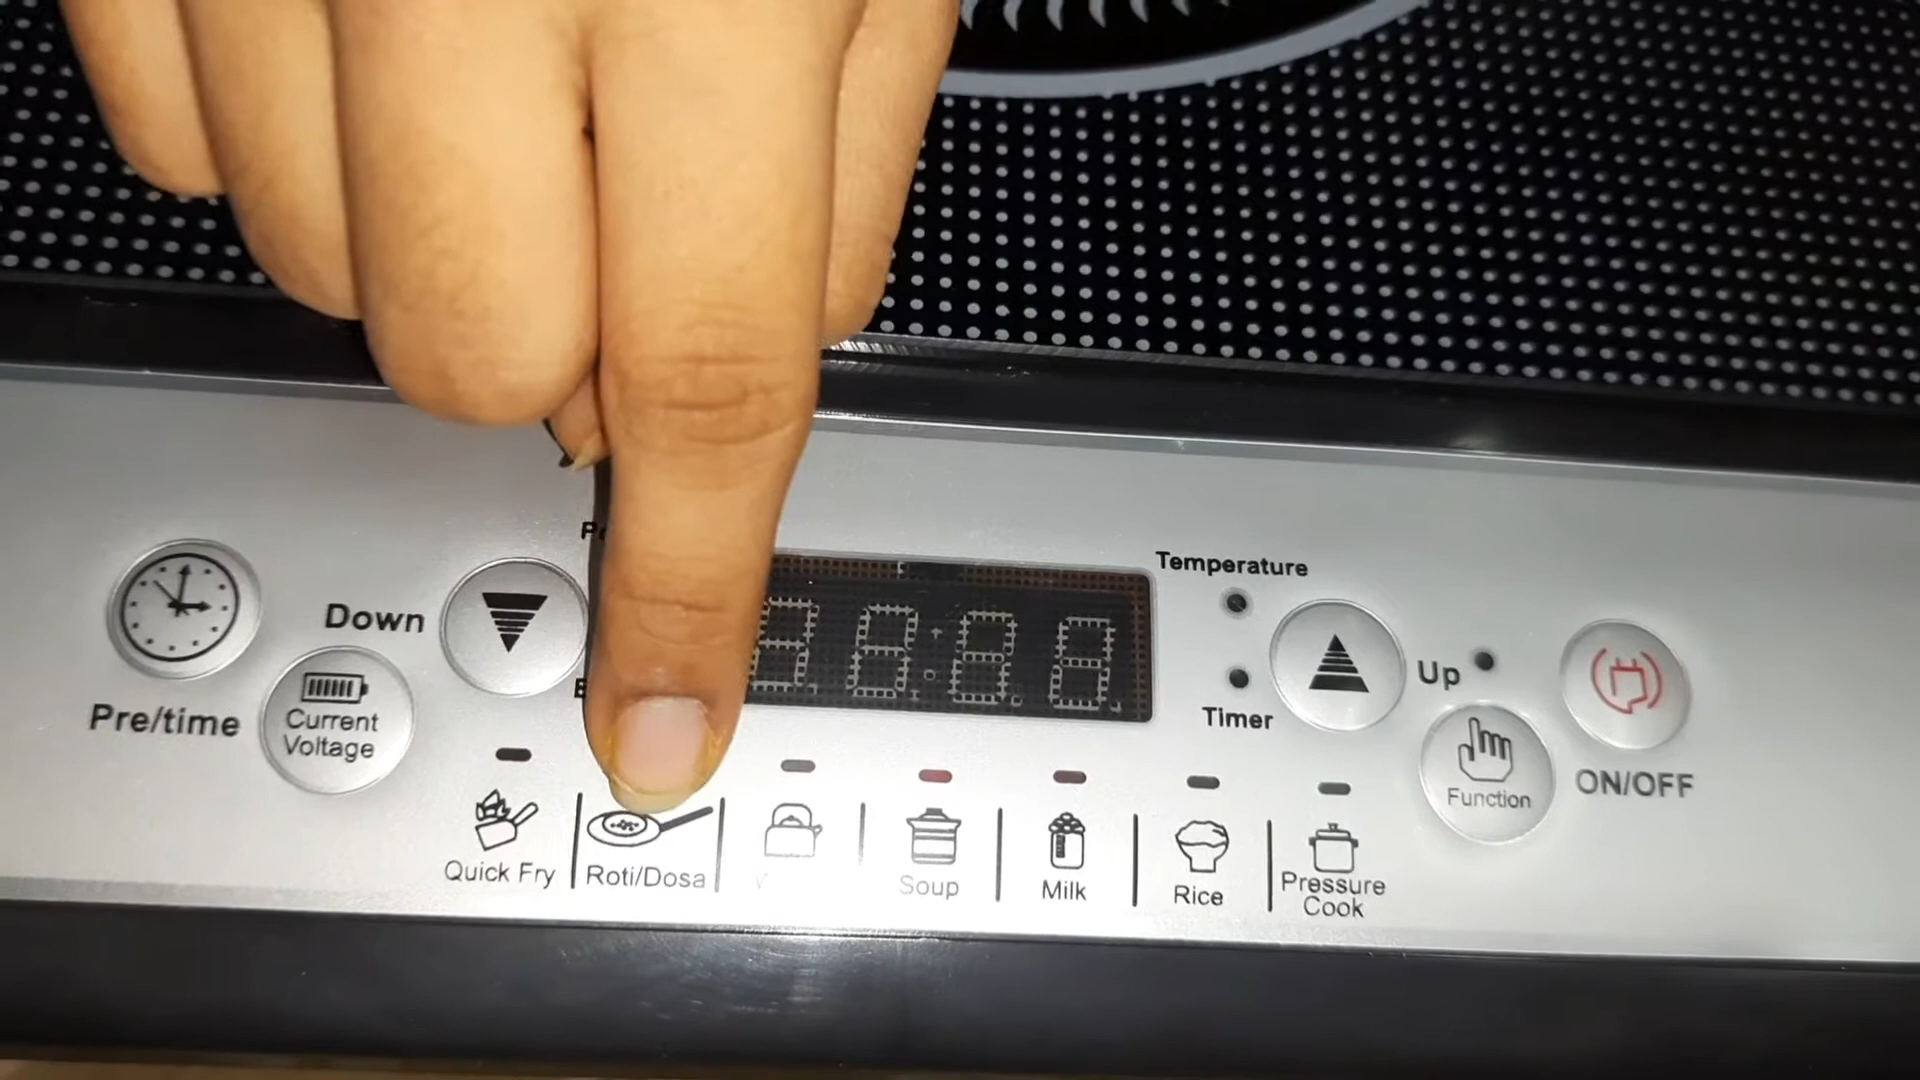 Temperature
Down
Up
Timer
Pre/time
Current
Voltage
Function
ON/OFF
Quick Fry
Roti/Dosa
Soup
Milk
Rice
Pressure
Cook